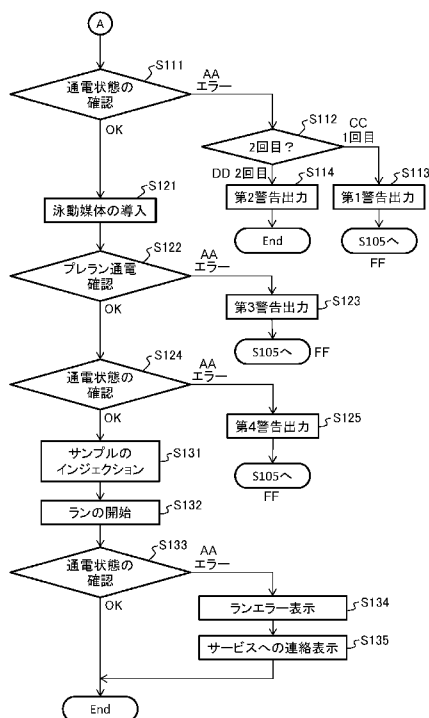 A
通電状態の
確認
S111
AA
エラー
OK
2回目?
S112
CC
1回目
DD 2回目
S114
第2警告出力
End
S113
第1警告出力
S105へ
FF
S121
泳動媒体の導入
S122
プレラン通電
確認
AA
エラー
OK
S123
第3警告出力
S105へ
FF
S124
通電状態の
確認
AA
エラー
OK
S125
第4警告出力
S105へ
FF
サンプルの
インジェクション
S131
ランの開始
S132
S133
通電状態の
確認
AA
エラー
OK
ランエラー表示
S134
サービスへの連絡表示
S135
End